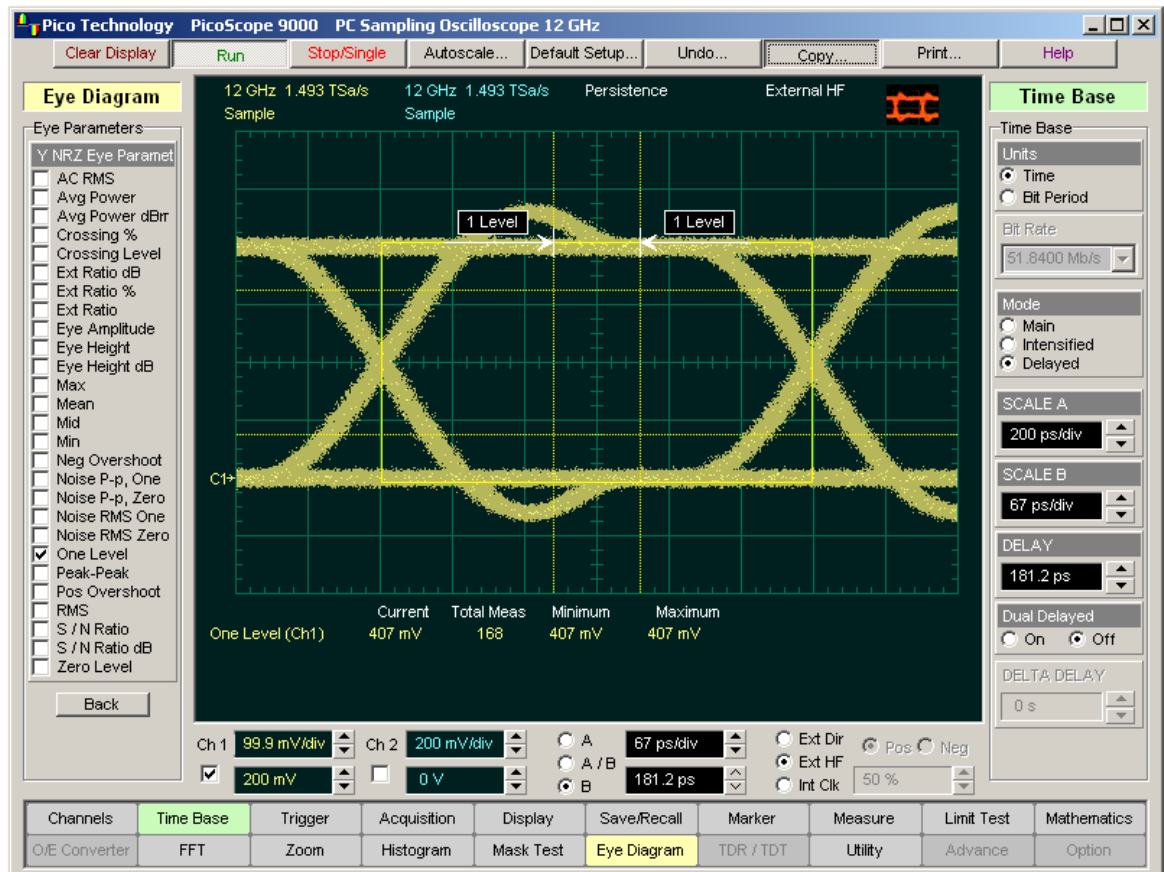 Pico Technology PicoScope 9000 PC Sampling Oscilloscope 12 GHz
Clear Display Run Stop/Single Autoscale... Default Setup... Undo... Copy... Print... Help
Eye Diagram
Eye Parameters
Y NRZ Eye Paramet
AC RMS
Avg Power
Avg Power dBm
Crossing %
Crossing Level
Ext Ratio dB
Ext Ratio %
Ext Ratio
Eye Amplitude
Eye Height
Eye Height dB
Max
Mean
Mid
Min
Neg Overshoot
Noise P-p, One
Noise P-p, Zero
Noise RMS One
Noise RMS Zero
One Level
Peak-Peak
Pos Overshoot
RMS
S / N Ratio
S / N Ratio dB
Zero Level
Back
12 GHz 1.493 TSa/s 12 GHz 1.493 TSa/s Persistence External HF
Sample Sample
1 Level 1 Level
C1
Current Total Meas Minimum Maximum
One Level (Ch1) 407 mV 168 407 mV 407 mV
Time Base
Time Base
Units
Time
Bit Period
Bit Rate
51.8400 Mb/s
Mode
Main
Intensified
Delayed
SCALE A
200 ps/div
SCALE B
67 ps/div
DELAY
181.2 ps
Dual Delayed
On Off
DELTA DELAY
0 s
Ch 1 99.9 mV/div Ch 2 200 mV/div A 67 ps/div Ext Dir Pos Neg
A / B Ext HF
200 mV 0 V B 181.2 ps Int Clk 50 %
Channels Time Base Trigger Acquisition Display Save/Recall Marker Measure Limit Test Mathematics
O/E Converter FFT Zoom Histogram Mask Test Eye Diagram TDR / TDT Utility Advance Option